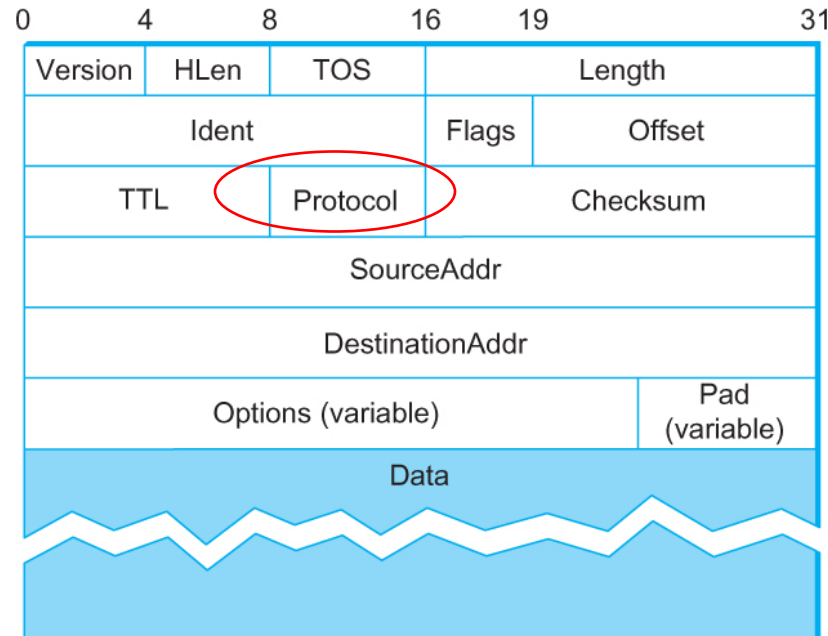 0 4 8 16 19 31
Version HLen TOS Length
Ident Flags Offset
TTL Protocol Checksum
SourceAddr
DestinationAddr
Options (variable) Pad
(variable)
Data